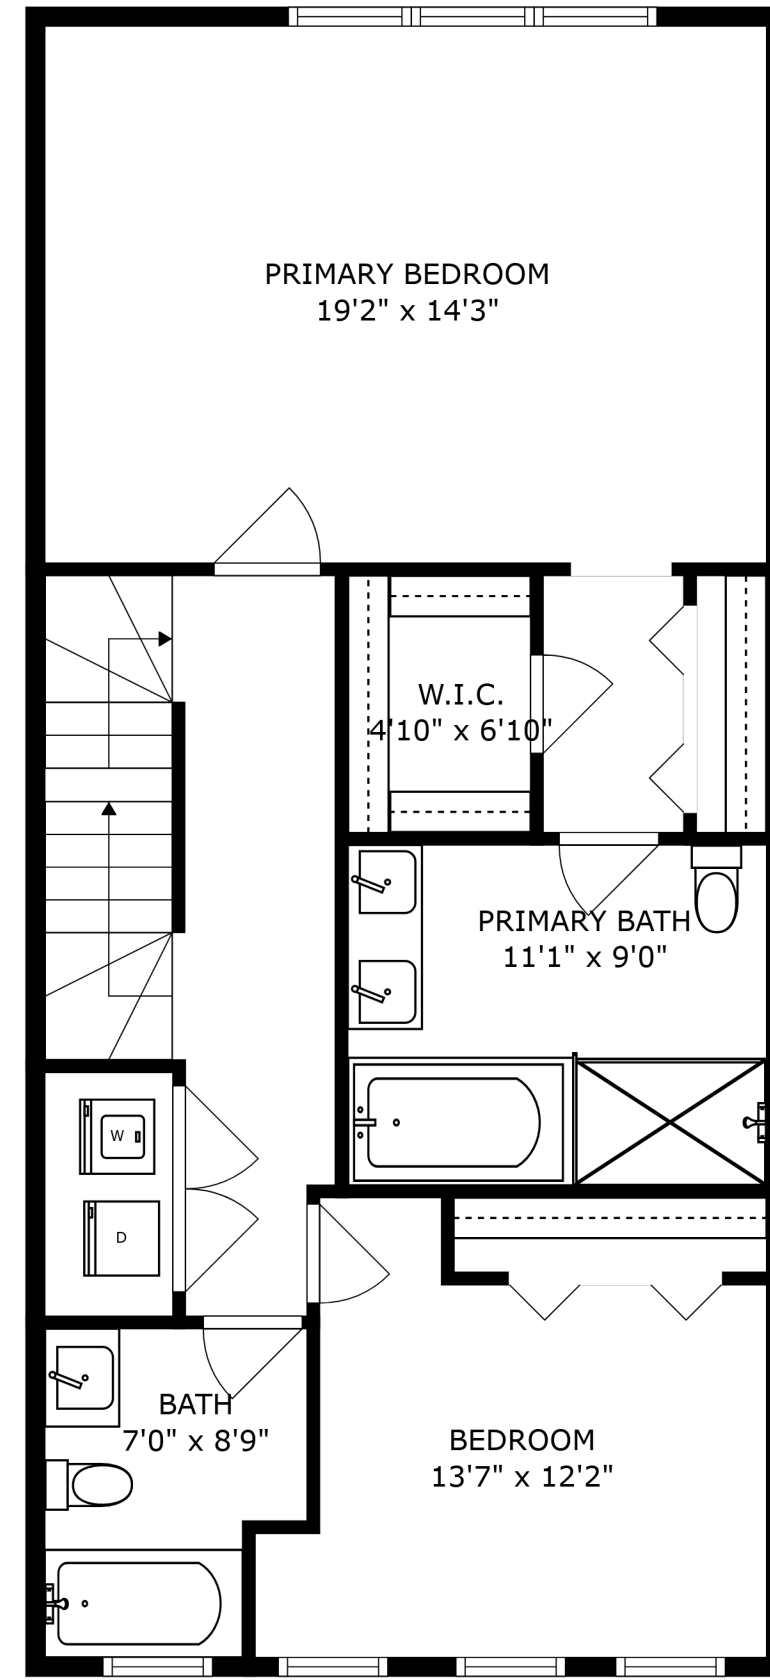 PRIMARY BEDROOM
19'2" x 14'3"
W.I.C.
4'10" x 6'10"
PRIMARY BATH
11'1" x 9'0"
W
D
BATH
7'0" x 8'9"
BEDROOM
13'7" x 12'2"